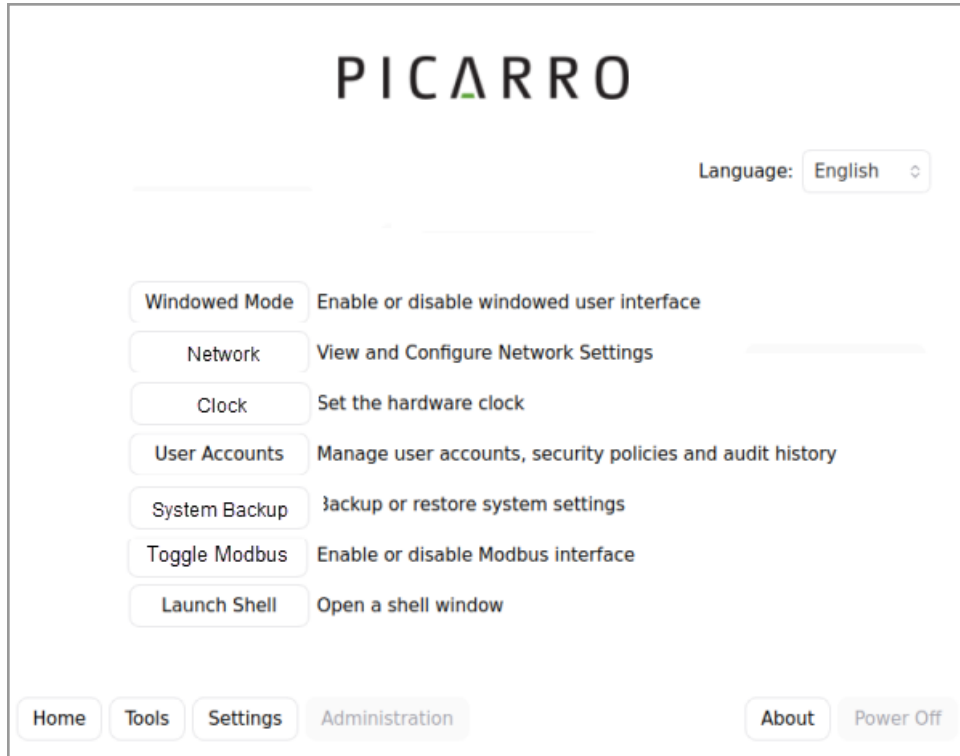 PICARRO
Language: English
Windowed Mode Enable or disable windowed user interface
Network View and Configure Network Settings
Clock Set the hardware clock
User Accounts Manage user accounts, security policies and audit history
System Backup Backup or restore system settings
Toggle Modbus Enable or disable Modbus interface
Launch Shell Open a shell window
Home Tools Settings Administration About Power Off